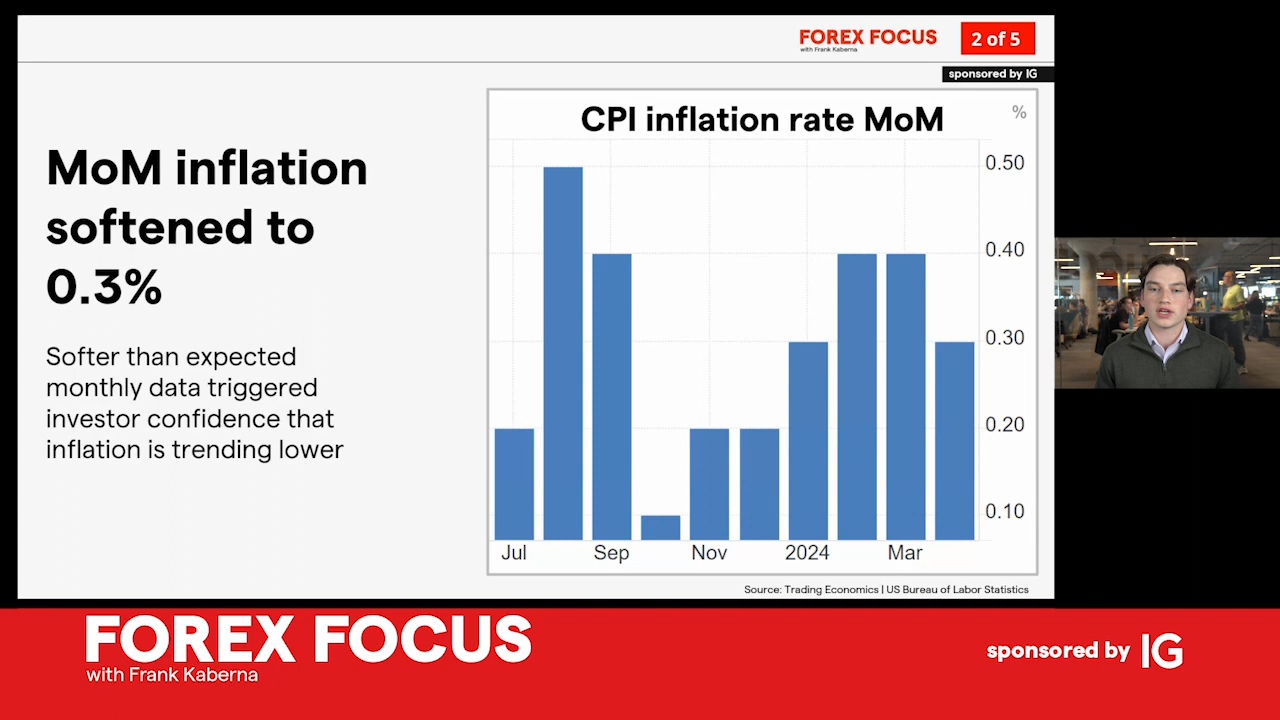 FOREX FOCUS
with Frank Kaberna
2 of 5
sponsored by IG
MoM inflation
softened to
0.3%
Softer than expected
monthly data triggered
investor confidence that
inflation is trending lower
CPI inflation rate MoM
%
0.50
0.40
0.30
0.20
0.10
Jul Sep Nov 2024 Mar
Source: Trading Economics | US Bureau of Labor Statistics
FOREX FOCUS
with Frank Kaberna
sponsored by IG